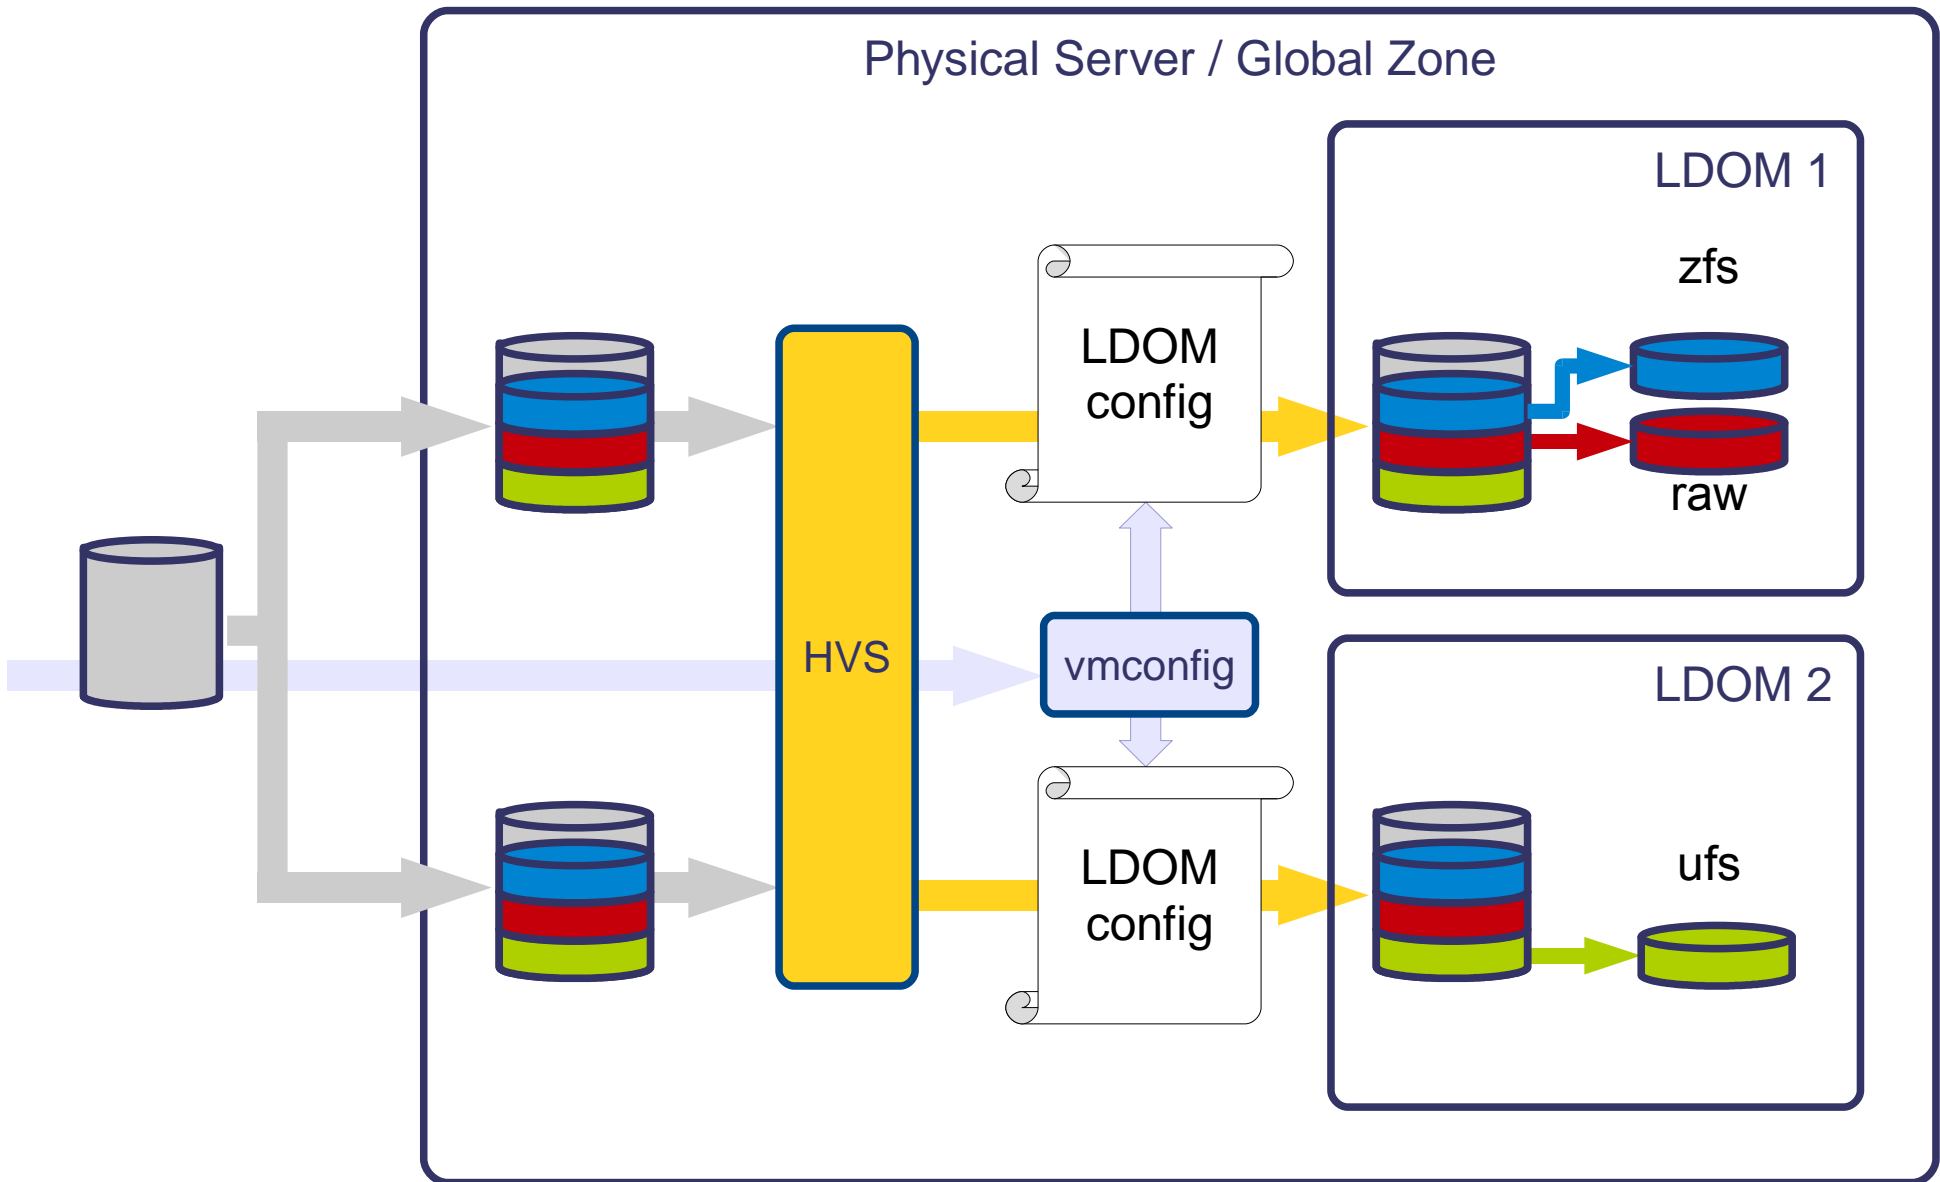 Physical Server / Global Zone
LDOM 1
zfs
LDOM
config
raw
HVS
vmconfig
LDOM 2
LDOM
config
ufs